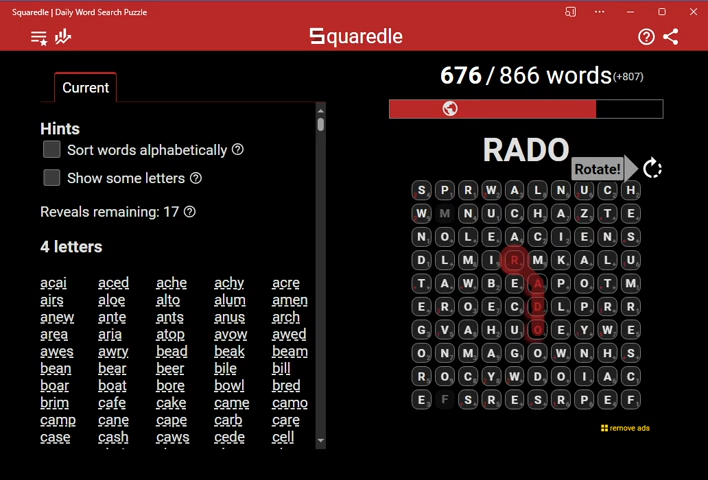 Squaredle | Daily Word Search Puzzle
Squaredle
676 / 866 words (+807)
Current
Hints
Sort words alphabetically
Show some letters
Reveals remaining: 17
4 letters
açai aced ache achy acre
airs aloe alto alum amen
anew ante ants anus arch
area aria atop avow awed
awes awry bead beak beam
bean bear beer bile bill
boar boat bore bowl bred
brim cafe cake came camo
camp cane cape carb care
case cash caws cede cell
RADO
Rotate!
S P R W A L N U C H
W M N U C H A Z T E
N O L E A C I E N S
D L M I R M K A L U
T A W B E A P O T M
E R O E C D L P R R
G V A H U O E Y W E
O N M A G O W N H S
R O C Y W D O I A C
E F S R E S R P E F
remove ads